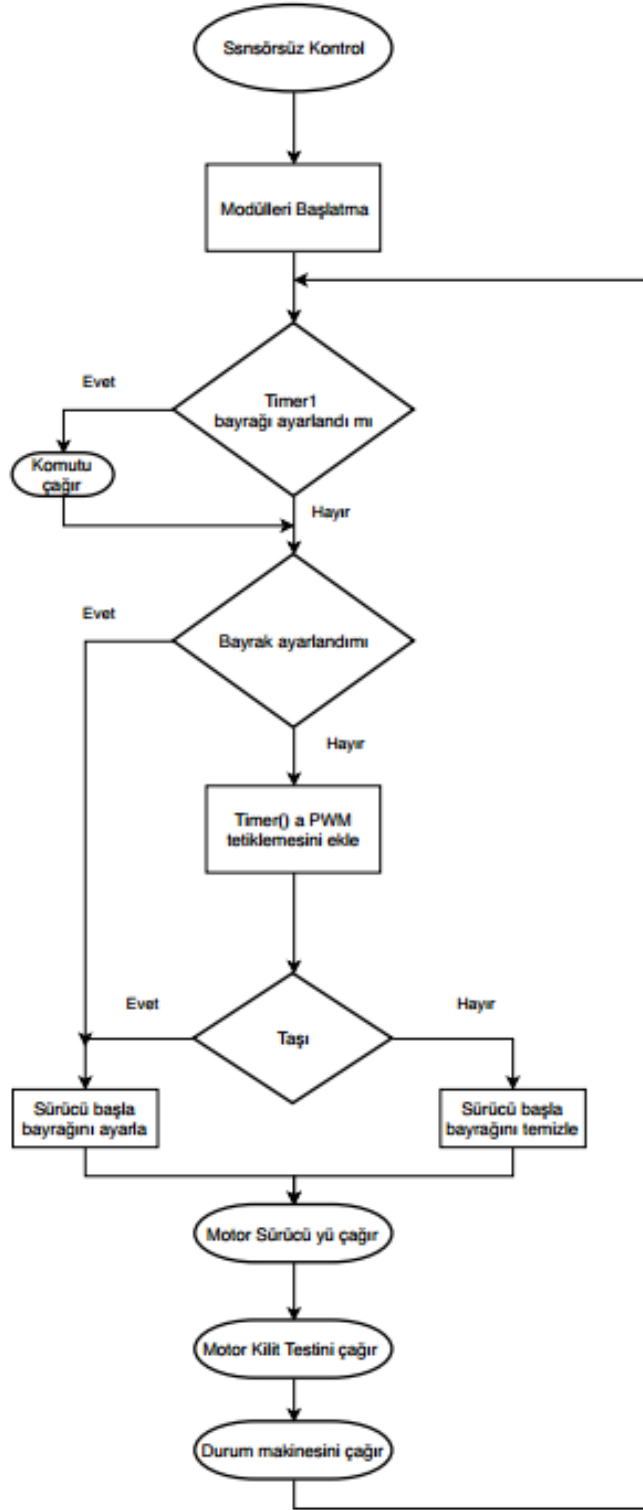 Ssnsörsüz Kontrol
Modülleri Başlatma
Evet
Timer1
bayrağı ayarlandı mı
Komutu
çağır
Hayır
Evet
Bayrak ayarlandımı
Hayır
Timer() a PWM
tetiklemesini ekle
Evet
Hayır
Taşı
Sürücü başla
bayrağını ayarla
Sürücü başla
bayrağını temizle
Motor Sürücü yü çağır
Motor Kilit Testini çağır
Durum makinesini çağır